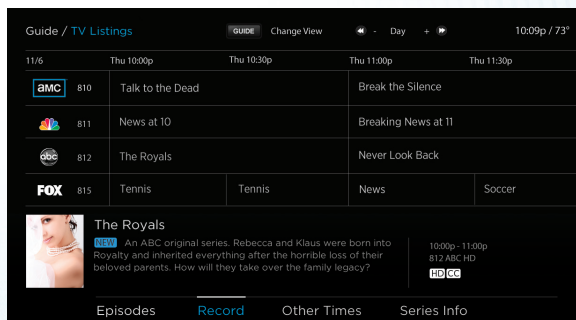 Guide / TV Listings GUIDE Change View - Day + 10:09p / 73°
11/6 Thu 10:00p Thu 10:30p Thu 11:00p Thu 11:30p
amc 810 Talk to the Dead Break the Silence
811 News at 10 Breaking News at 11
abc 812 The Royals Never Look Back
FOX 815 Tennis Tennis News Soccer
The Royals
NEW An ABC original series. Rebecca and Klaus were born into
Royalty and inherited everything after the horrible loss of their
beloved parents. How will they take over the family legacy?
10:00p - 11:00p
812 ABC HD
HD CC
Episodes Record Other Times Series Info